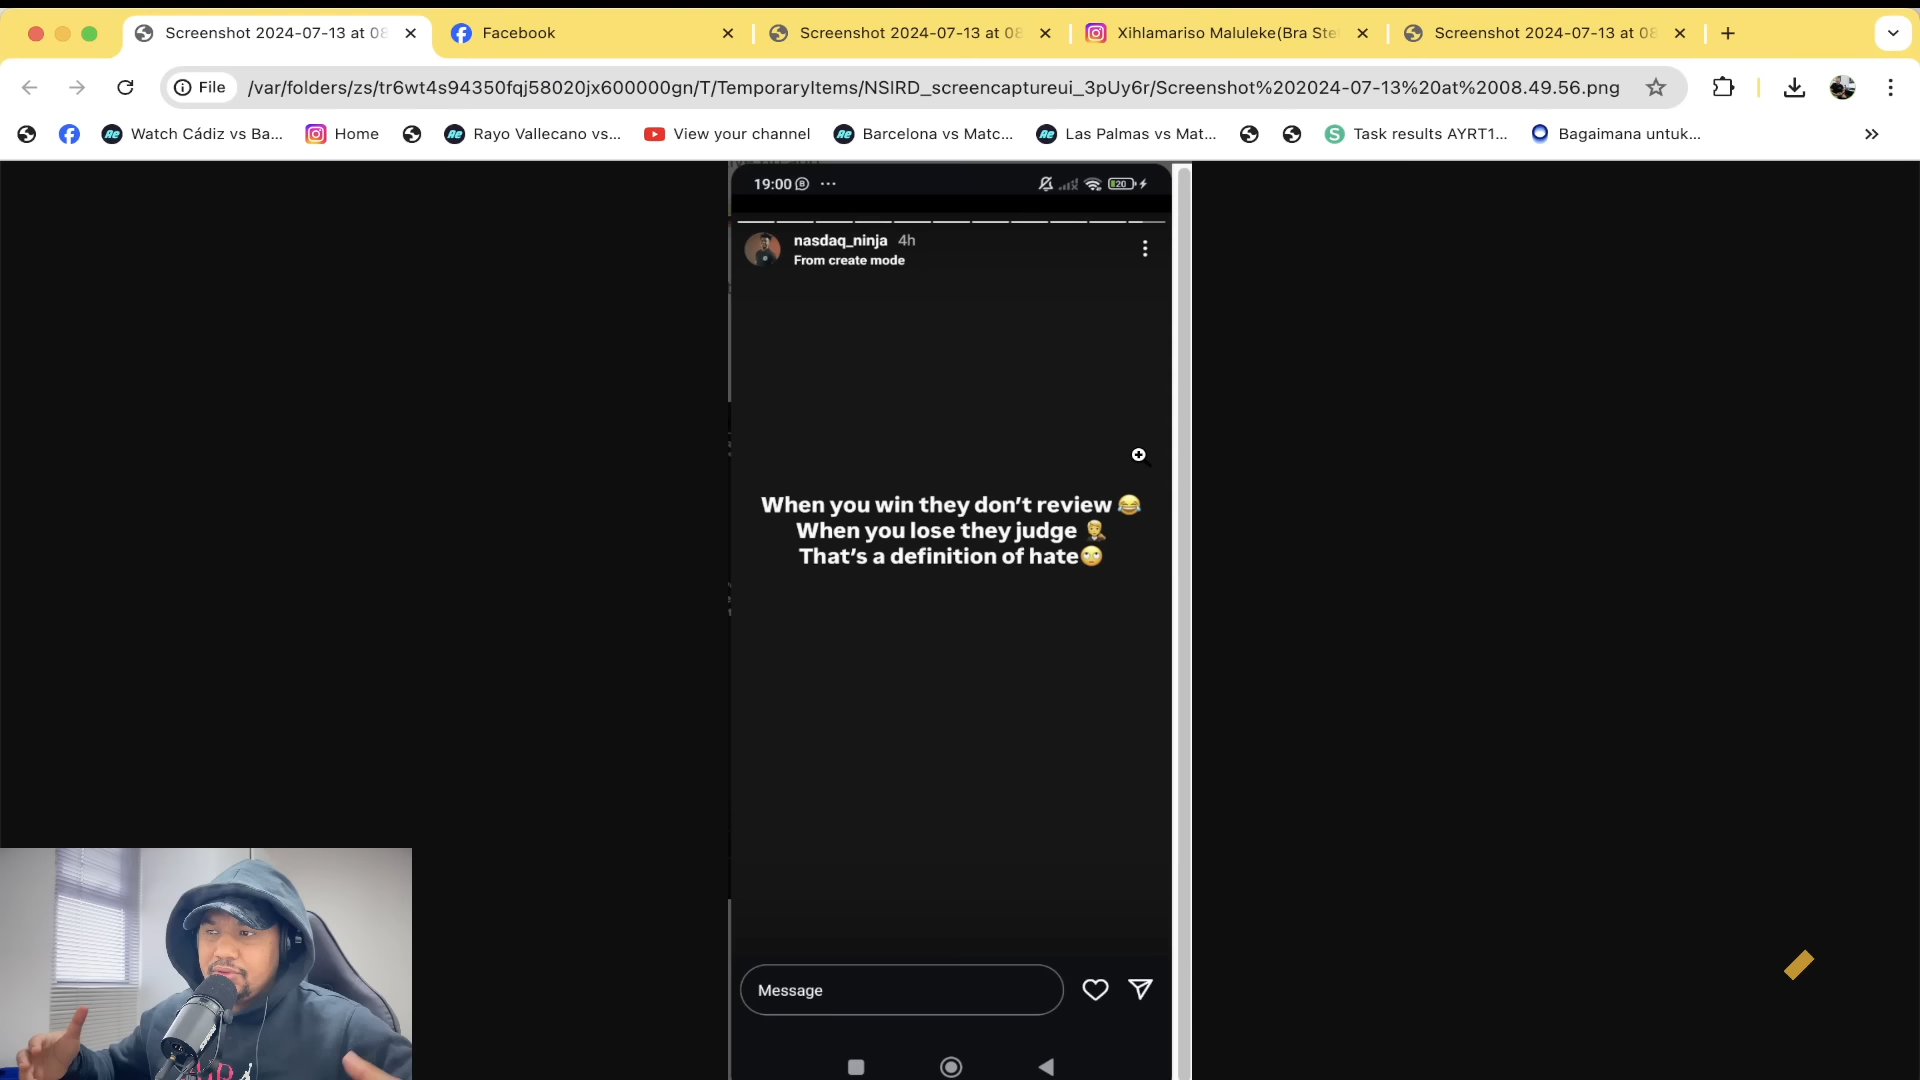 Screenshot 2024-07-13 at 08
Facebook
Screenshot 2024-07-13 at 08
Xihlamariso Maluleke(Bra Ste
Screenshot 2024-07-13 at 08
File
/var/folders/zs/tr6wt4s94350fqj58020jx600000gn/T/TemporaryItems/NSIRD_screencaptureui_3pUy6r/Screenshot%202024-07-13%20at%2008.49.56.png
Watch Cádiz vs Ba...
Home
Rayo Vallecano vs...
View your channel
Barcelona vs Matc...
Las Palmas vs Mat...
Task results AYRT1...
Bagaimana untuk...
19:00
20
nasdaq_ninja 4h
From create mode
When you win they don't review 😂
When you lose they judge 🤵
That's a definition of hate🙄
Message